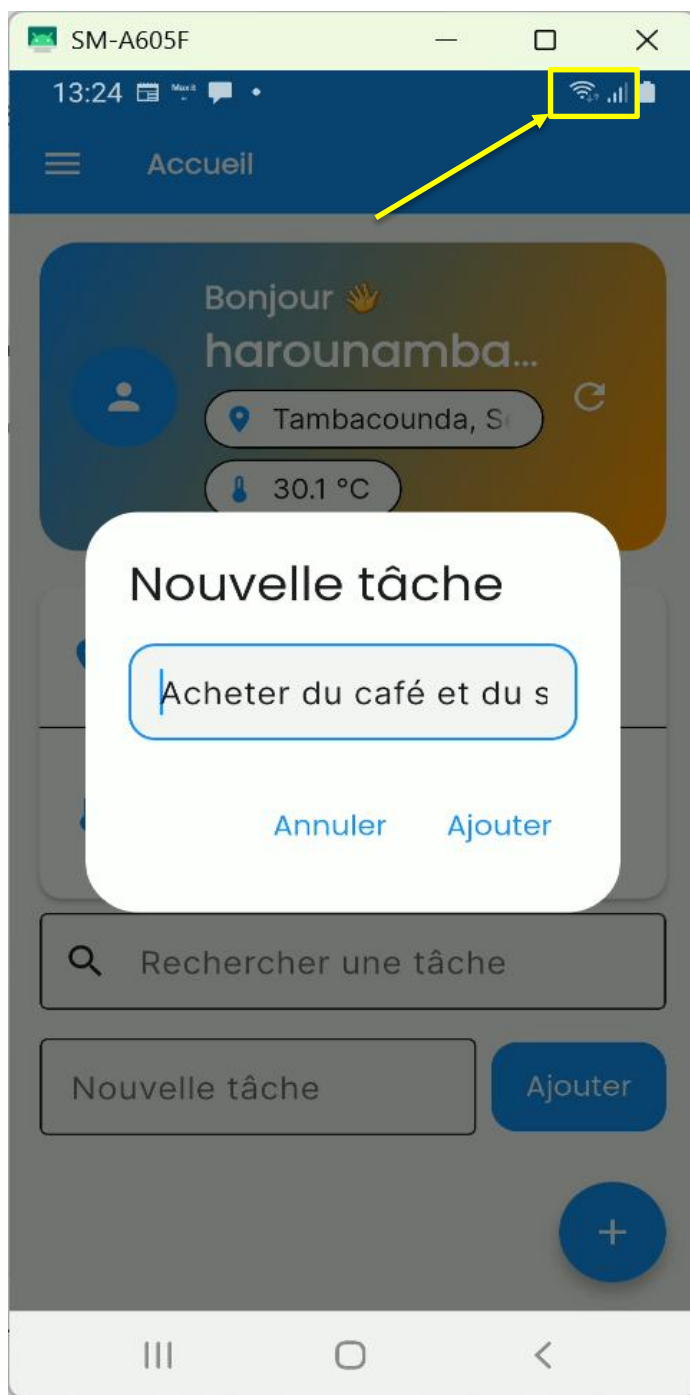 SM-A605F
13:24
Accueil
Bonjour 👋
harounamba...
Tambacounda, S
30.1 °C
Nouvelle tâche
Acheter du café et du s
Annuler Ajouter
Rechercher une tâche
Nouvelle tâche Ajouter
+